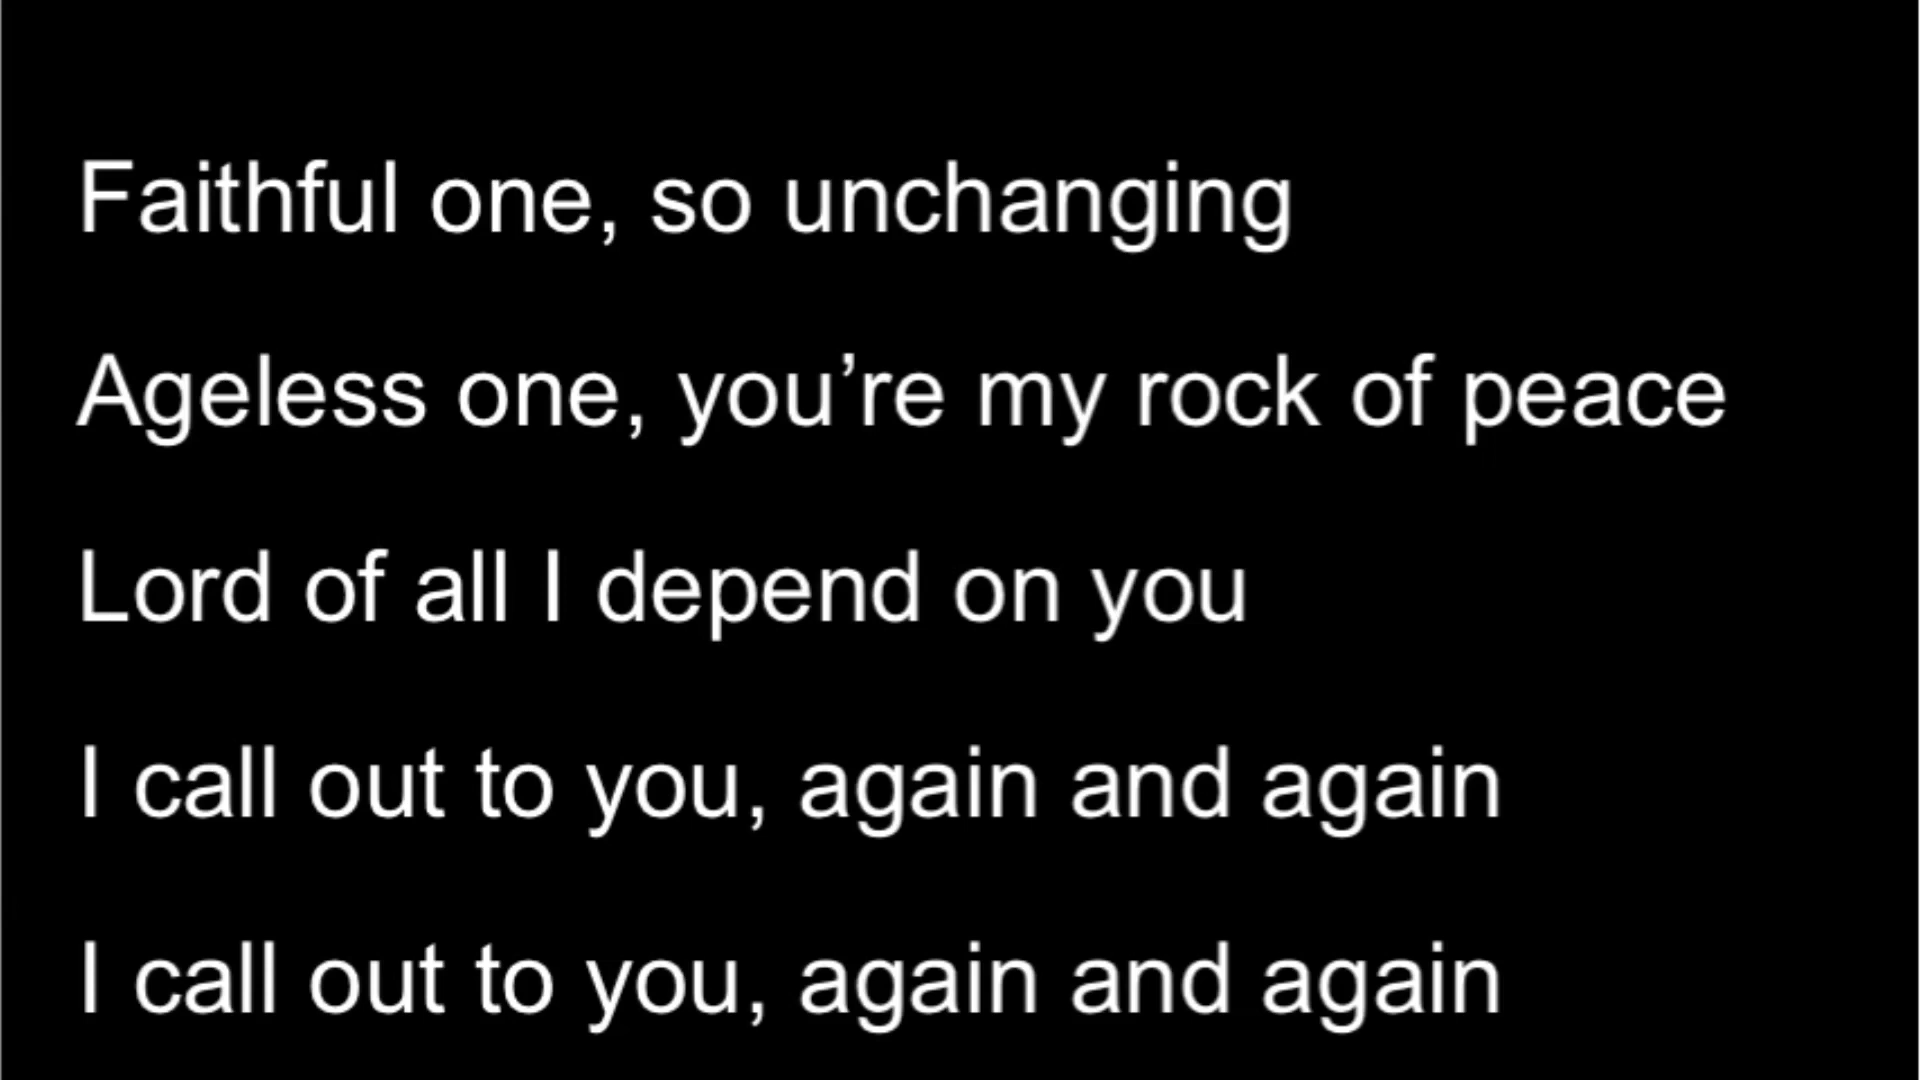 Faithful one, so unchanging
Ageless one, you’re my rock of peace
Lord of all I depend on you
I call out to you, again and again
I call out to you, again and again